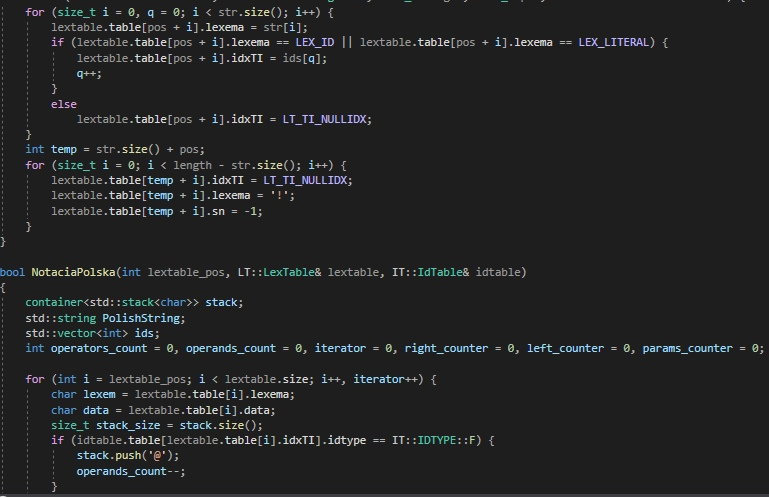 for (size_t i = 0, q = 0; i < str.size(); i++) {
lextable.table[pos + i].lexema = str[i];
if (lextable.table[pos + i].lexema == LEX_ID || lextable.table[pos + i].lexema == LEX_LITERAL) {
lextable.table[pos + i].idxTI = ids[q];
q++;
}
else
lextable.table[pos + i].idxTI = LT_TI_NULLIDX;
}
int temp = str.size() + pos;
for (size_t i = 0; i < length - str.size(); i++) {
lextable.table[temp + i].idxTI = LT_TI_NULLIDX;
lextable.table[temp + i].lexema = '!';
lextable.table[temp + i].sn = -1;
}
}
bool NotaciaPolska(int lextable_pos, LT::LexTable& lextable, IT::IdTable& idtable)
{
container<std::stack<char>> stack;
std::string PolishString;
std::vector<int> ids;
int operators_count = 0, operands_count = 0, iterator = 0, right_counter = 0, left_counter = 0, params_counter = 0;
for (int i = lextable_pos; i < lextable.size; i++, iterator++) {
char lexem = lextable.table[i].lexema;
char data = lextable.table[i].data;
size_t stack_size = stack.size();
if (idtable.table[lextable.table[i].idxTI].idtype == IT::IDTYPE::F) {
stack.push('@');
operands_count--;
}